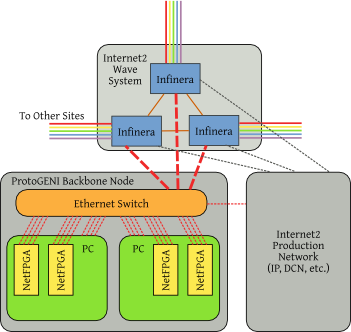 Internet2
Wave
System
Infinera
To Other Sites
Infinera
Infinera
ProtoGENI Backbone Node
Ethernet Switch
Internet2
Production
Network
(IP, DCN, etc.)
PC
PC
NetFPGA
NetFPGA
NetFPGA
NetFPGA